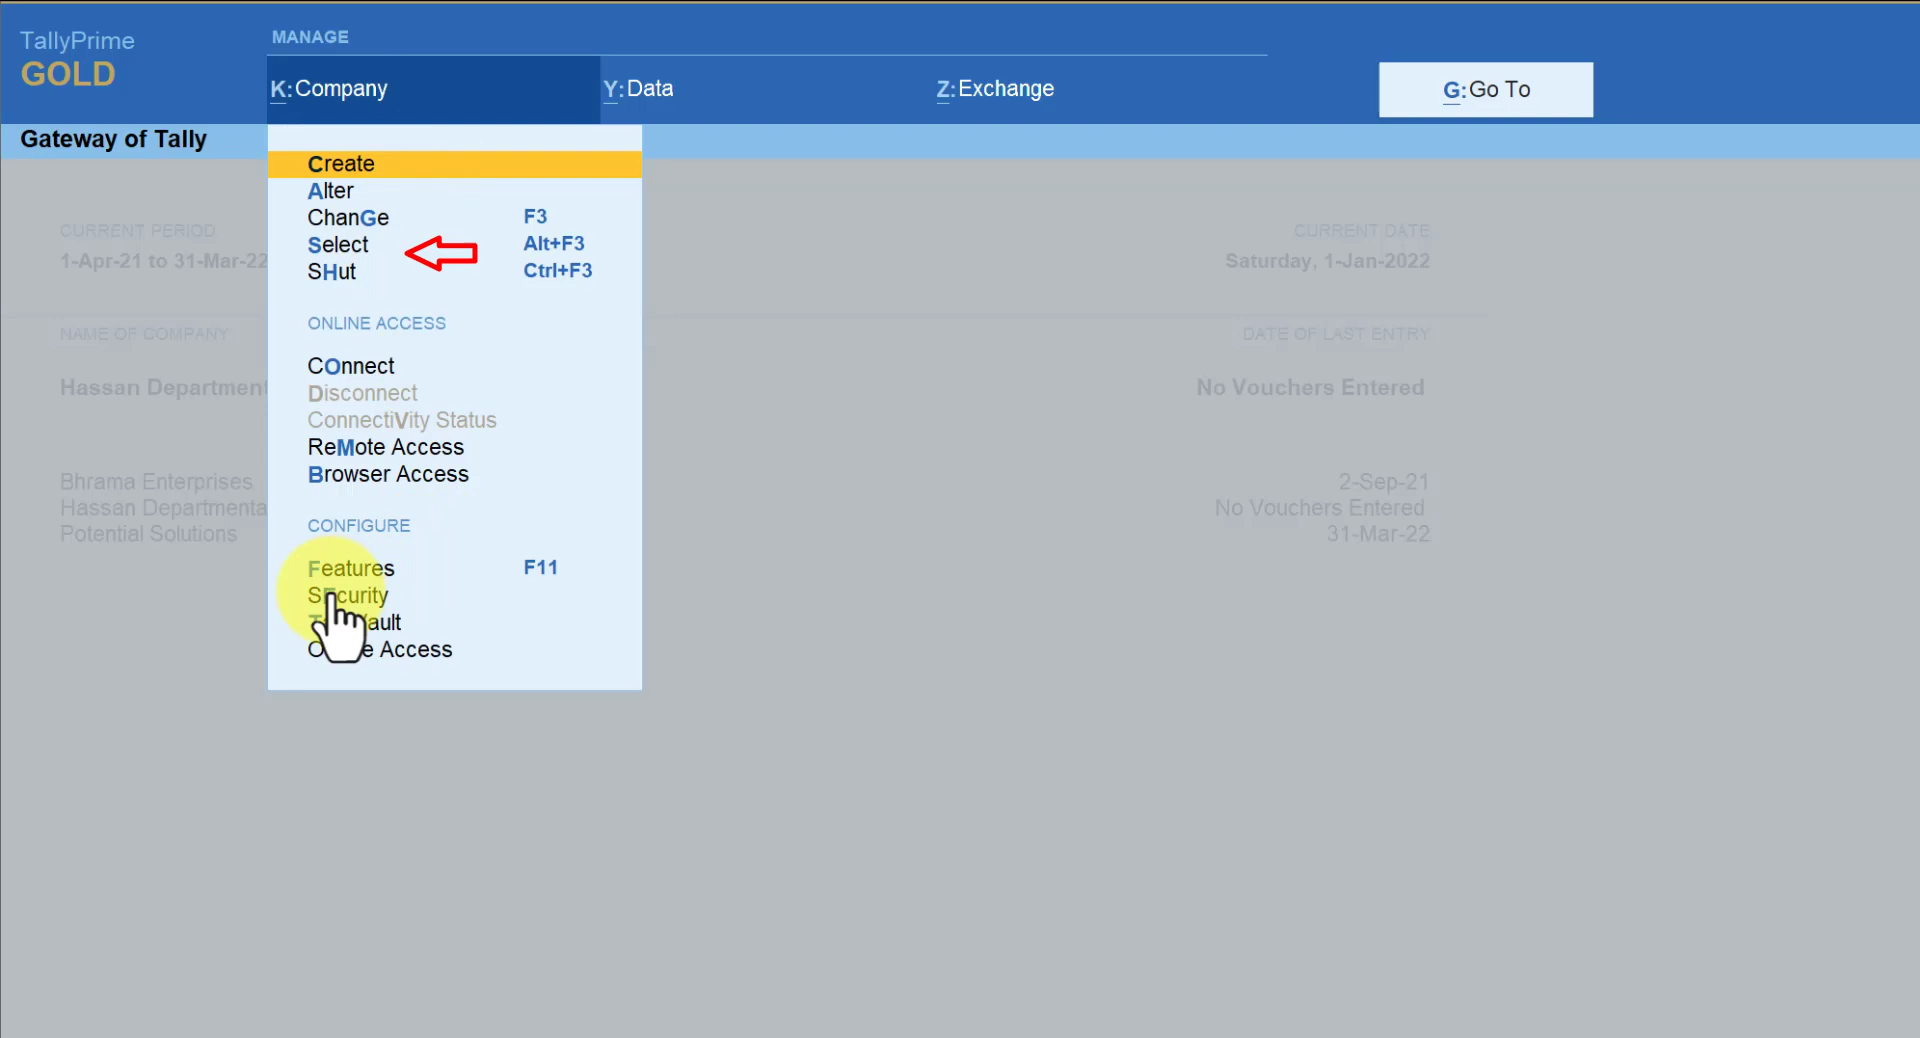 TallyPrime
GOLD
MANAGE
K:Company
Y:Data
Z:Exchange
G:Go To
Gateway of Tally
Create
Alter
ChanGe F3
Select Alt+F3
SHut Ctrl+F3
ONLINE ACCESS
COnnect
Disconnect
ConnectiVity Status
ReMote Access
Browser Access
CONFIGURE
Features F11
SEcurity
ault
Access
CURRENT PERIOD
1-Apr-21 to 31-Mar-22
CURRENT DATE
Saturday, 1-Jan-2022
NAME OF COMPANY
DATE OF LAST ENTRY
Hassan Department
No Vouchers Entered
Bhrama Enterprises 2-Sep-21
Hassan Departmenta No Vouchers Entered
Potential Solutions 31-Mar-22